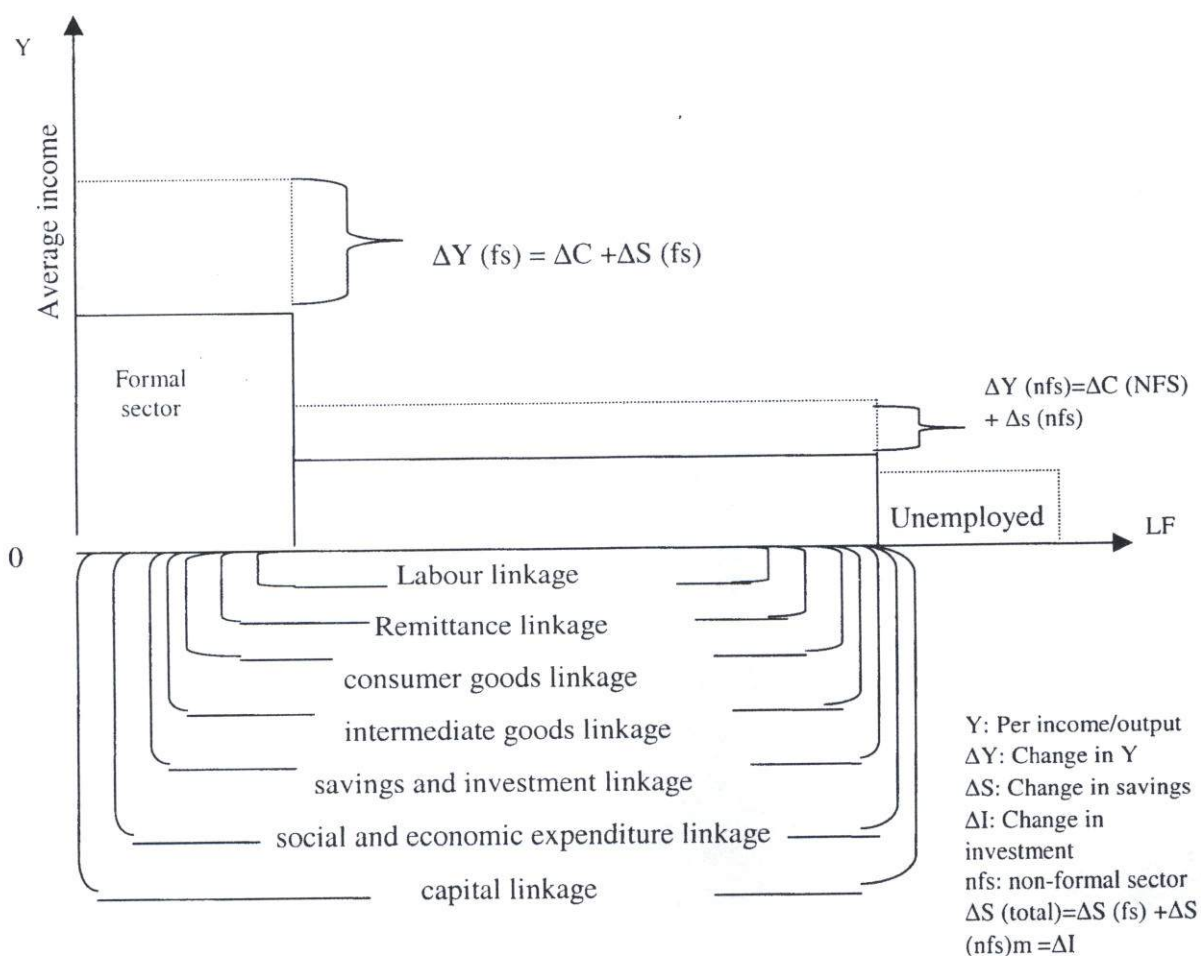 Y
Average income
ΔY (fs) = ΔC +ΔS (fs)
Formal
sector
ΔY (nfs)=ΔC (NFS)
+ Δs (nfs)
Unemployed
LF
0
Labour linkage
Remittance linkage
consumer goods linkage
intermediate goods linkage
savings and investment linkage
social and economic expenditure linkage
capital linkage
Y: Per income/output
ΔY: Change in Y
ΔS: Change in savings
ΔI: Change in
investment
nfs: non-formal sector
ΔS (total)=ΔS (fs) +ΔS
(nfs)m =ΔI